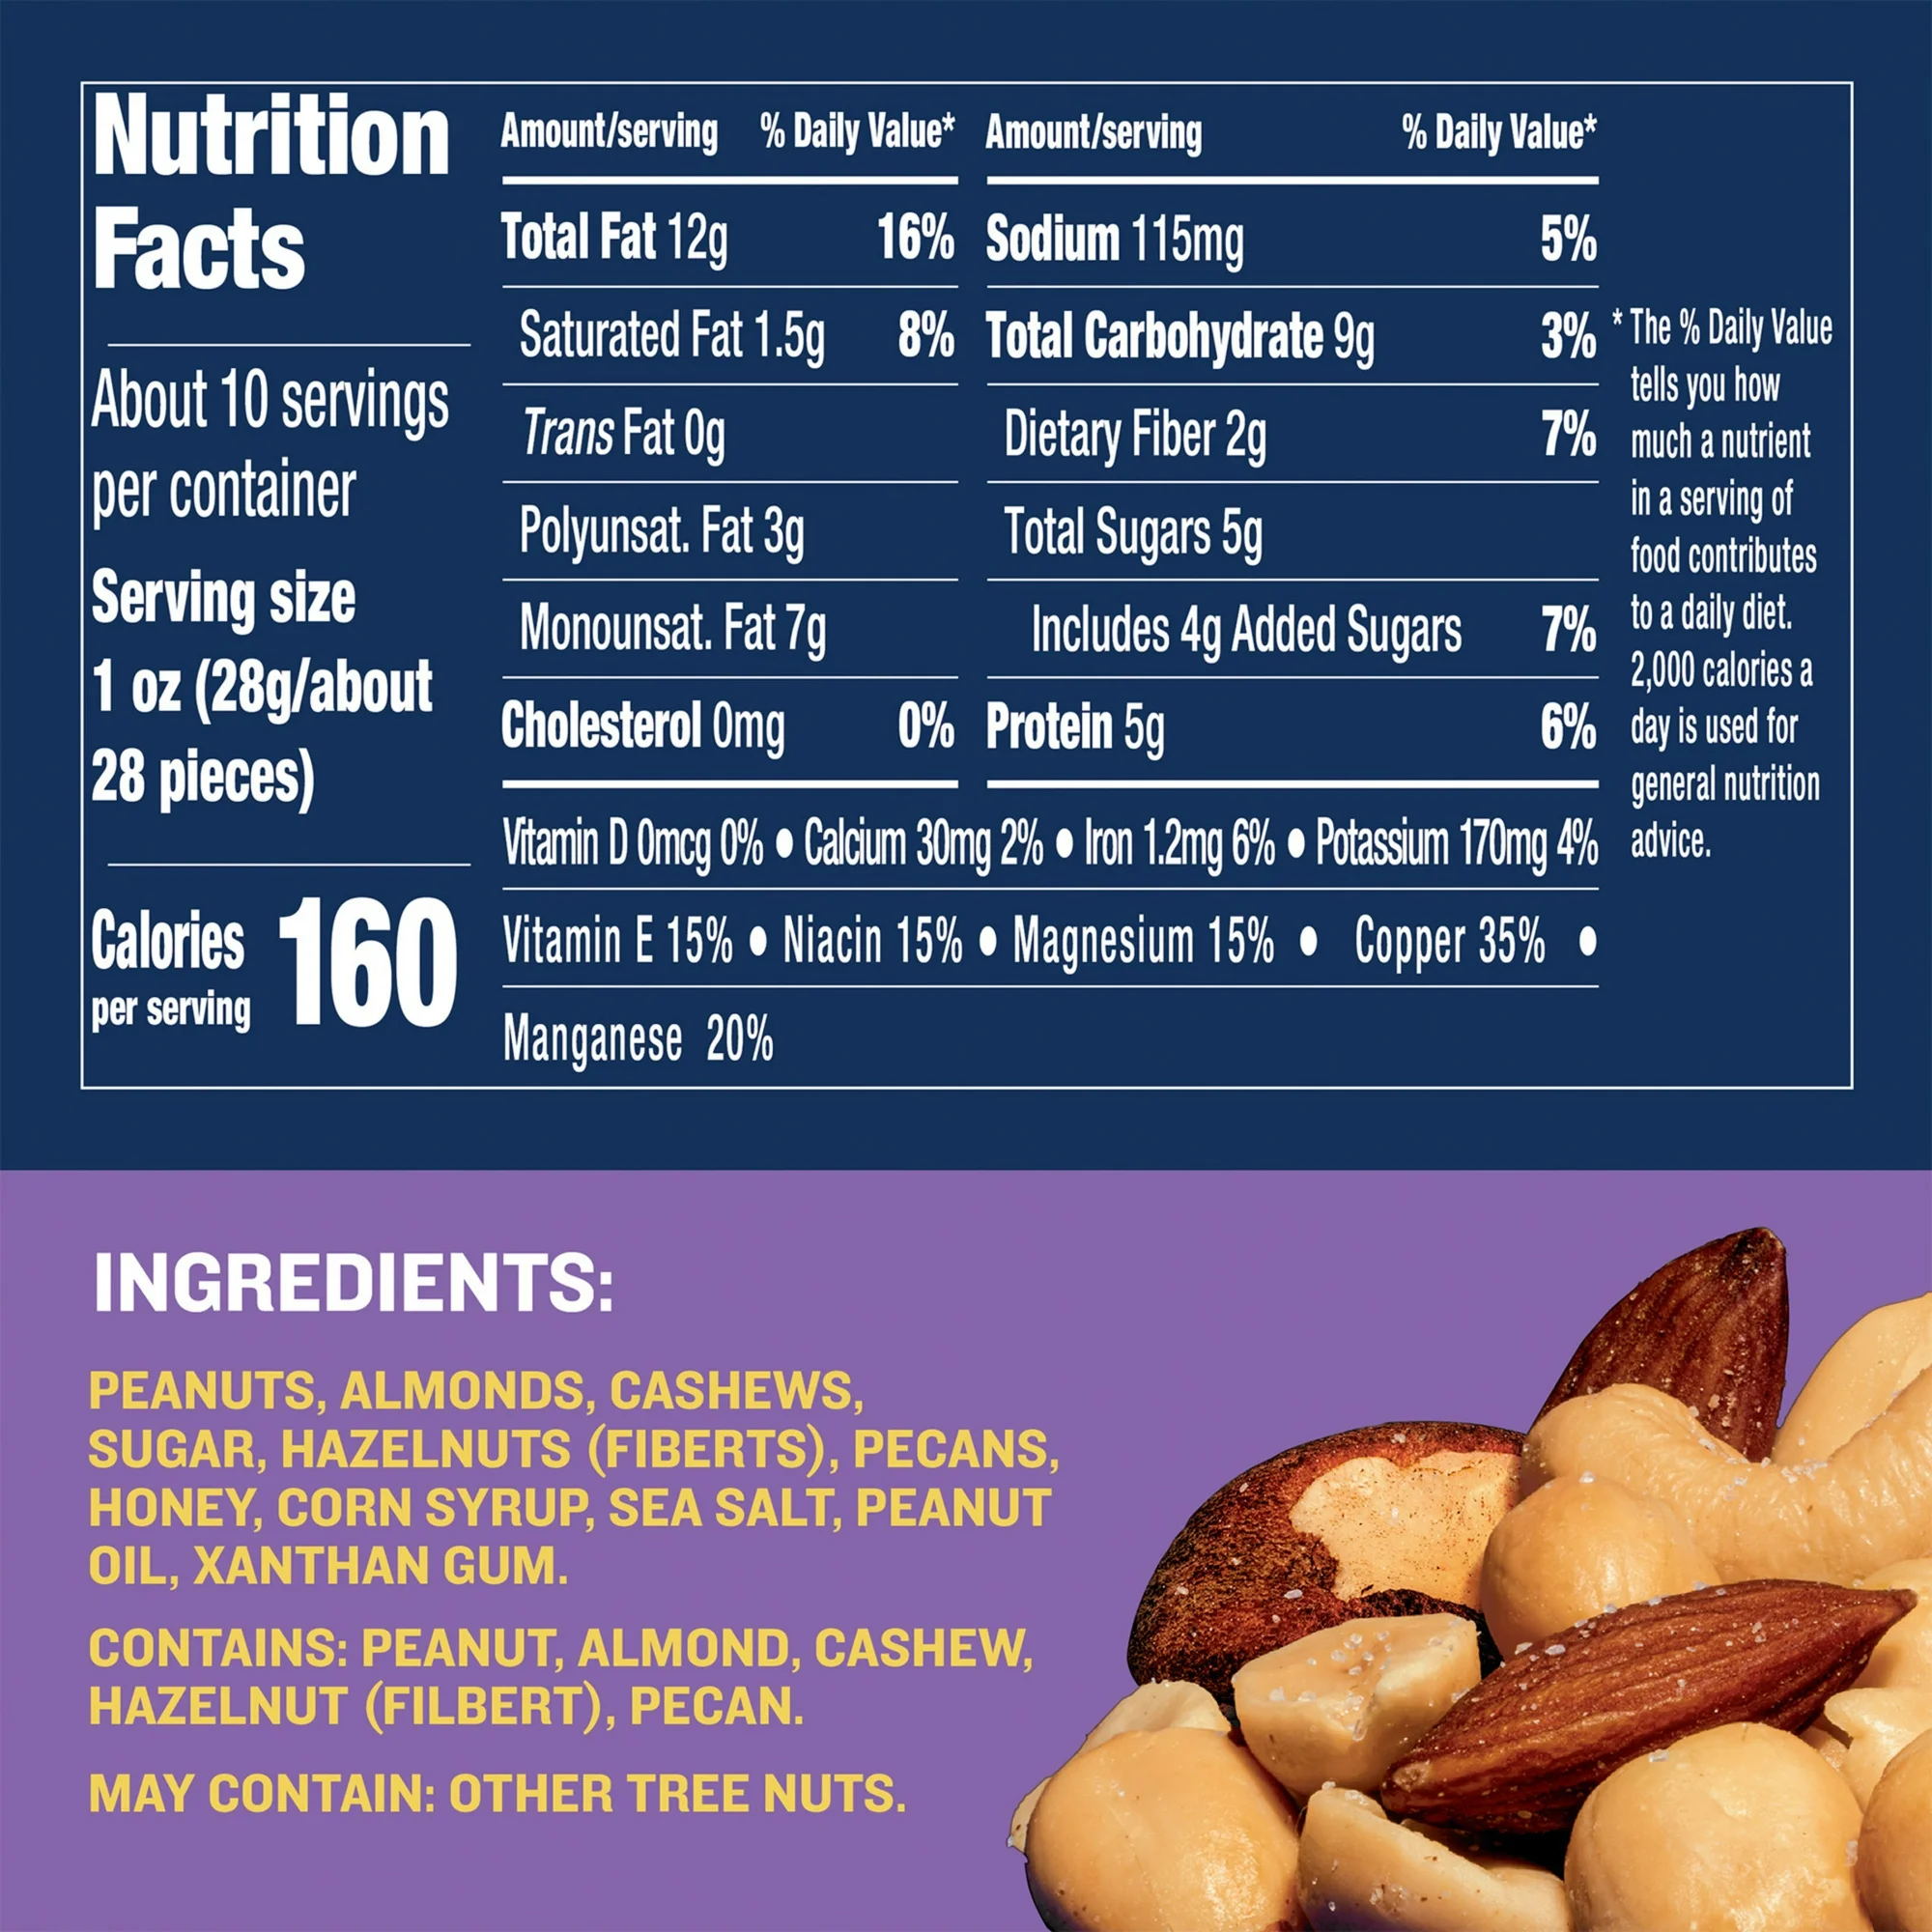 Nutrition
Facts
About 10 servings
per container
Serving size
1 oz (28g/about
28 pieces)
Calories
per serving
160
Amount/serving % Daily Value*
Total Fat 12g 16%
Saturated Fat 1.5g 8%
Trans Fat 0g
Polyunsat. Fat 3g
Monounsat. Fat 7g
Cholesterol 0mg 0%
Amount/serving % Daily Value*
Sodium 115mg 5%
Total Carbohydrate 9g 3%
Dietary Fiber 2g 7%
Total Sugars 5g
Includes 4g Added Sugars 7%
Protein 5g 6%
Vitamin D 0mcg 0% • Calcium 30mg 2% • Iron 1.2mg 6% • Potassium 170mg 4%
Vitamin E 15% • Niacin 15% • Magnesium 15% • Copper 35% •
Manganese 20%
* The % Daily Value
tells you how
much a nutrient
in a serving of
food contributes
to a daily diet.
2,000 calories a
day is used for
general nutrition
advice.
INGREDIENTS:
PEANUTS, ALMONDS, CASHEWS,
SUGAR, HAZELNUTS (FIBERTS), PECANS,
HONEY, CORN SYRUP, SEA SALT, PEANUT
OIL, XANTHAN GUM.
CONTAINS: PEANUT, ALMOND, CASHEW,
HAZELNUT (FILBERT), PECAN.
MAY CONTAIN: OTHER TREE NUTS.